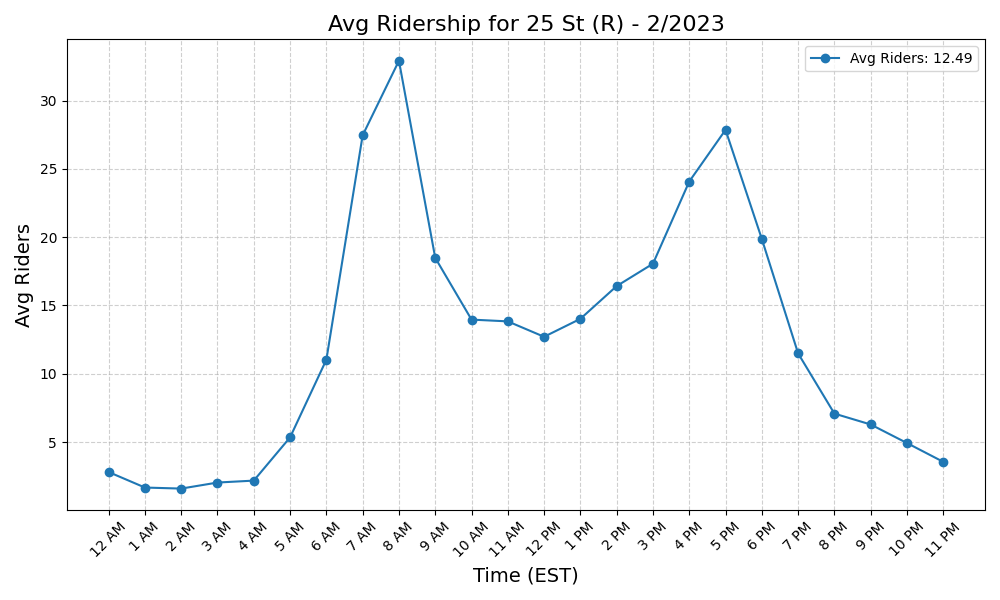 Avg Ridership for 25 St (R) - 2/2023
Avg Riders: 12.49
Avg Riders
30
25
20
15
10
5
12 AM
1 AM
2 AM
3 AM
4 AM
5 AM
6 AM
7 AM
8 AM
9 AM
10 AM
11 AM
12 PM
1 PM
2 PM
3 PM
4 PM
5 PM
6 PM
7 PM
8 PM
9 PM
10 PM
11 PM
Time (EST)